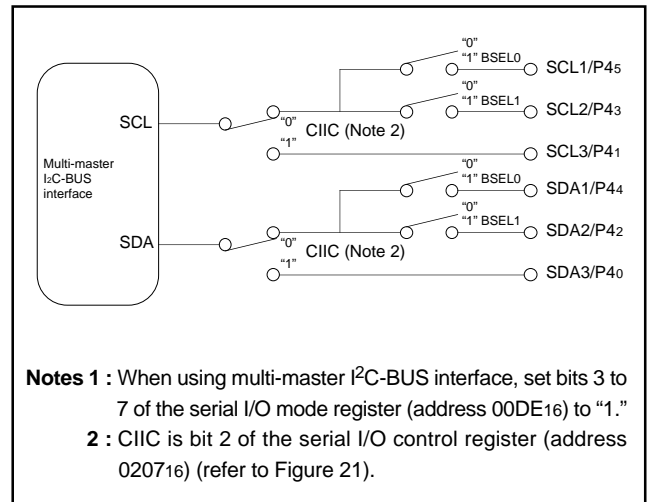 “0”
“1” BSEL0
SCL1/P45
“0”
“1” BSEL1
SCL2/P43
SCL
“0”
CIIC (Note 2)
“1”
SCL3/P41
Multi-master
I2C-BUS
interface
“0”
“1” BSEL0
SDA1/P44
“0”
“1” BSEL1
SDA2/P42
SDA
“0”
CIIC (Note 2)
“1”
SDA3/P40
Notes 1 : When using multi-master I2C-BUS interface, set bits 3 to
7 of the serial I/O mode register (address 00DE16) to “1.”
2 : CIIC is bit 2 of the serial I/O control register (address
020716) (refer to Figure 21).